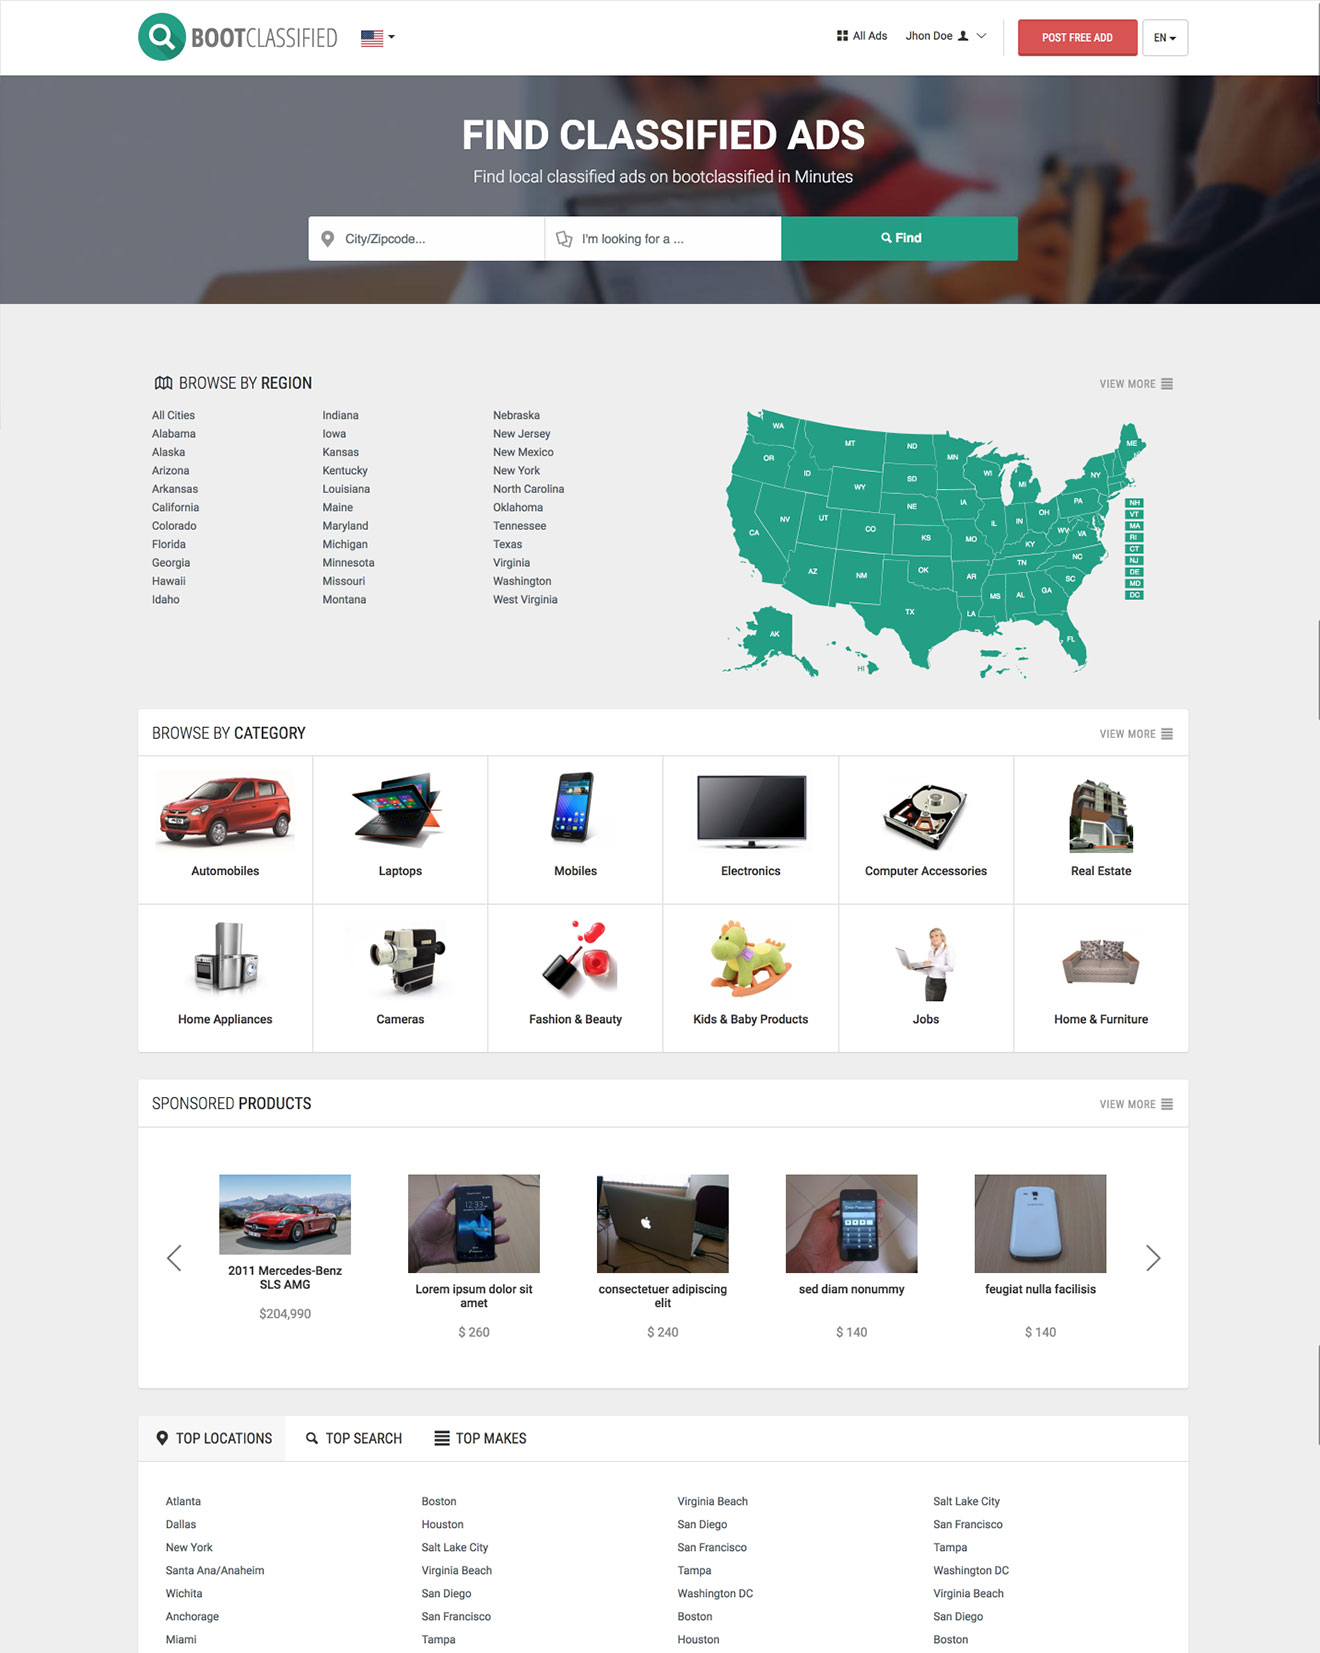 BOOTCLASSIFIED
All Ads
Jhon Doe
POST FREE ADD
EN
FIND CLASSIFIED ADS
Find local classified ads on bootclassified in Minutes
City/Zipcode...
I'm looking for a ...
Find
BROWSE BY REGION
VIEW MORE
All Cities
Alabama
Alaska
Arizona
Arkansas
California
Colorado
Florida
Georgia
Hawaii
Idaho
Indiana
Iowa
Kansas
Kentucky
Louisiana
Maine
Maryland
Michigan
Minnesota
Missouri
Montana
Nebraska
New Jersey
New Mexico
New York
North Carolina
Oklahoma
Tennessee
Texas
Virginia
Washington
West Virginia
WA
OR
CA
NV
ID
MT
WY
UT
AZ
CO
NM
ND
SD
NE
KS
OK
TX
MN
IA
MO
AR
LA
WI
IL
MS
MI
IN
KY
TN
AL
OH
GA
FL
SC
NC
VA
WV
PA
NY
ME
AK
HI
NH
VT
MA
RI
CT
NJ
DE
MD
DC
BROWSE BY CATEGORY
VIEW MORE
Automobiles
Laptops
Mobiles
Electronics
Computer Accessories
Real Estate
Home Appliances
Cameras
Fashion & Beauty
Kids & Baby Products
Jobs
Home & Furniture
SPONSORED PRODUCTS
VIEW MORE
2011 Mercedes-Benz
SLS AMG
$204,990
12:33
Lorem ipsum dolor sit
amet
$ 260
consectetuer adipiscing
elit
$ 240
sed diam nonummy
$ 140
feugiat nulla facilisis
$ 140
TOP LOCATIONS
TOP SEARCH
TOP MAKES
Atlanta
Dallas
New York
Santa Ana/Anaheim
Wichita
Anchorage
Miami
Boston
Houston
Salt Lake City
Virginia Beach
San Diego
San Francisco
Tampa
Virginia Beach
San Diego
San Francisco
Tampa
Washington DC
Boston
Houston
Salt Lake City
San Francisco
Tampa
Washington DC
Virginia Beach
San Diego
Boston